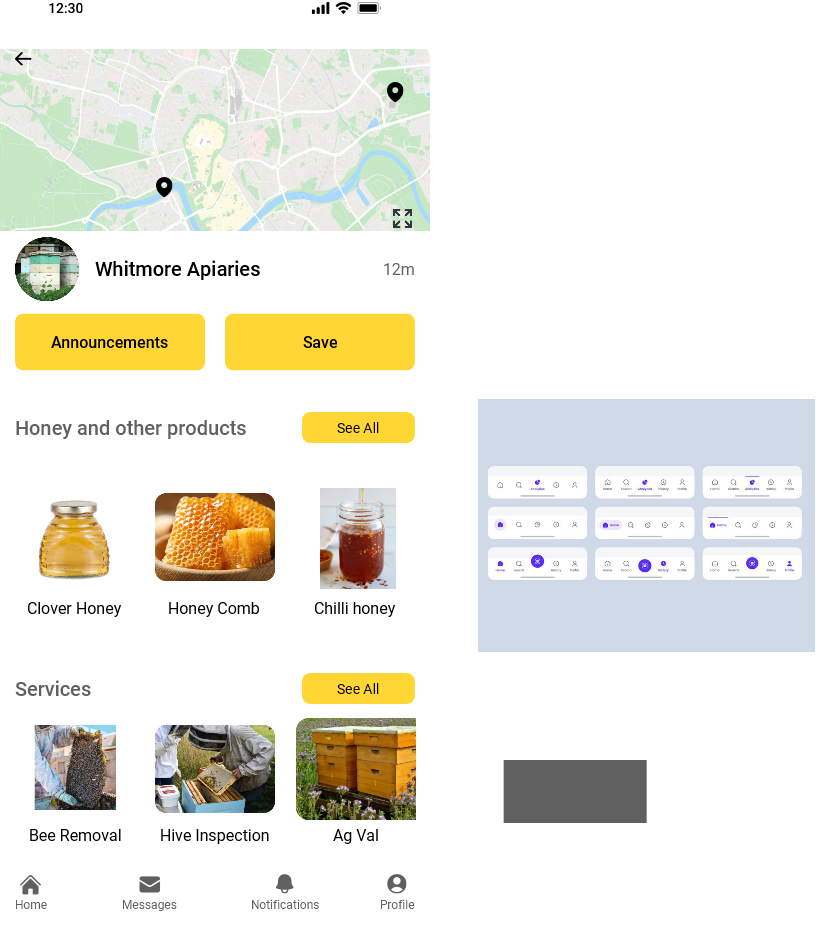 12:30
Whitmore Apiaries
12m
Announcements
Save
Honey and other products
See All
Clover Honey
Honey Comb
Chilli honey
Services
See All
Bee Removal
Hive Inspection
Ag Val
Home
Messages
Notifications
Profile